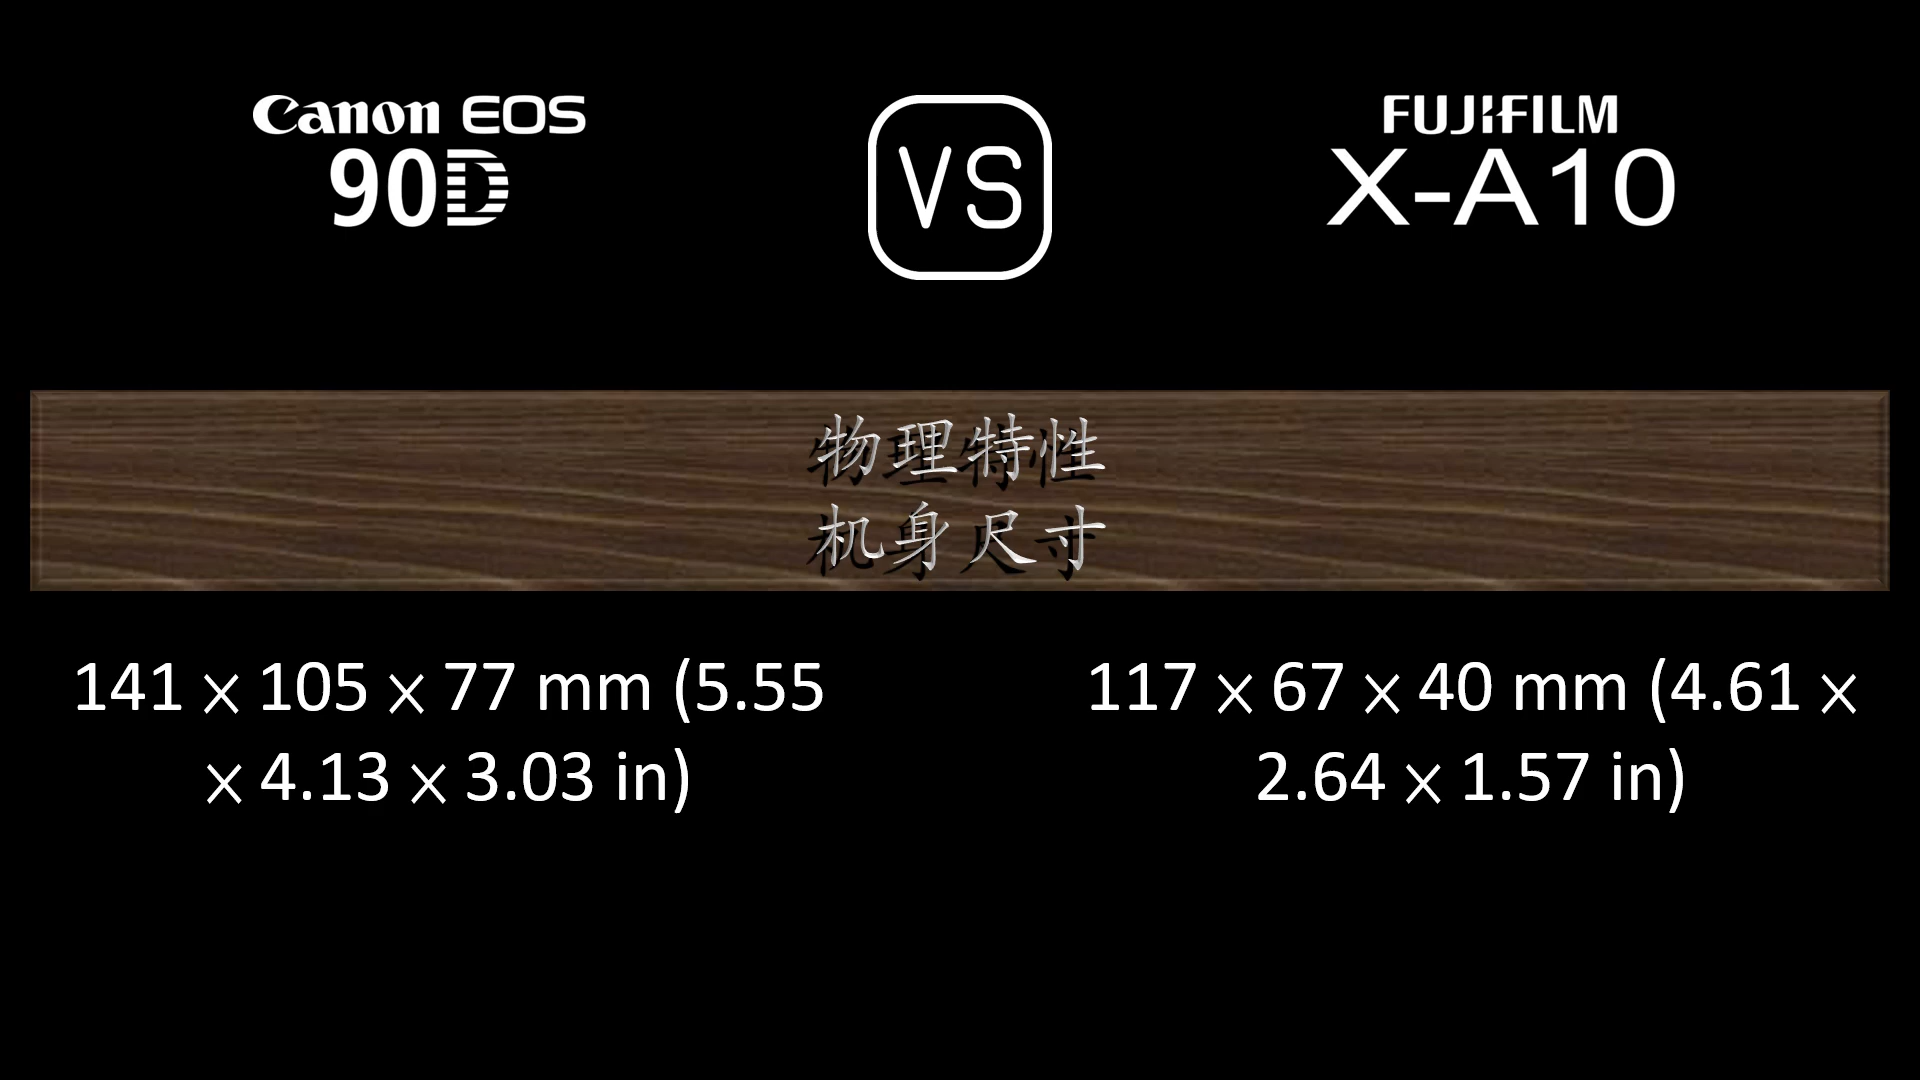 Canon EOS
90D
VS
FUJIFILM
X-A10
物理特性
机身尺寸
141 x 105 x 77 mm (5.55
x 4.13 x 3.03 in)
117 x 67 x 40 mm (4.61 x
2.64 x 1.57 in)